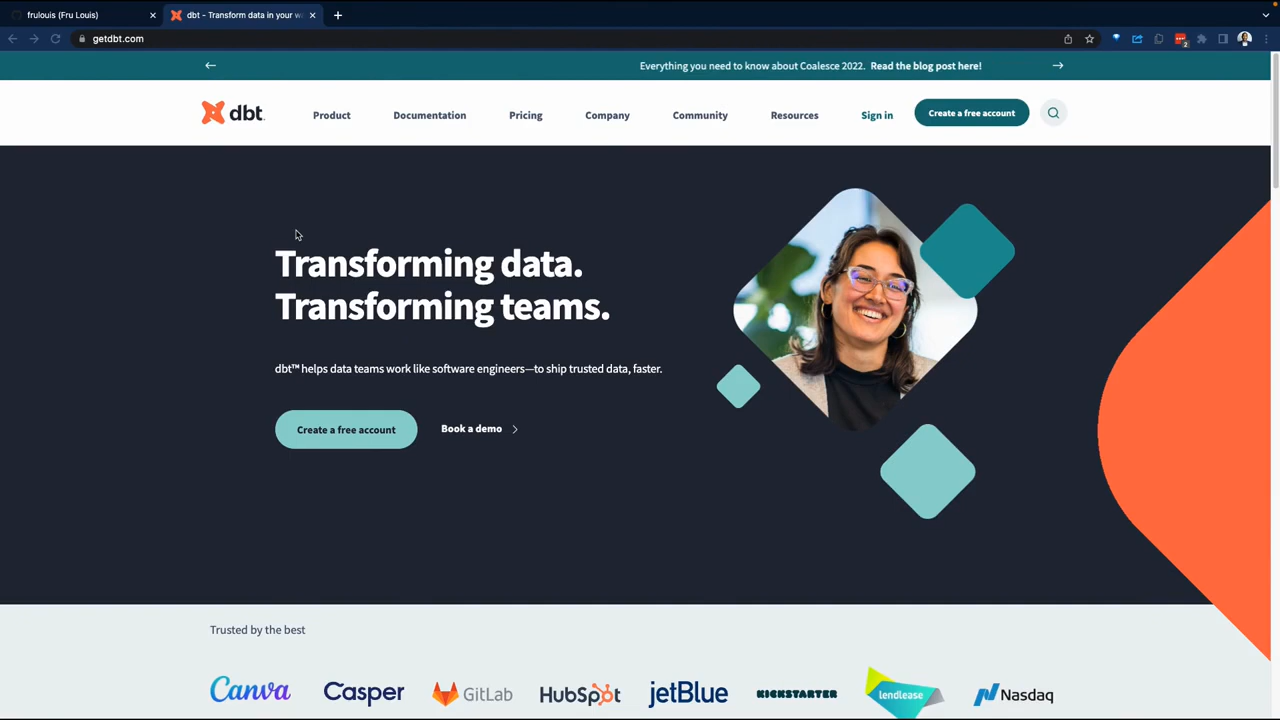 frulouis (Fru Louis)
dbt - Transform data in your w
getdbt.com
2
Everything you need to know about Coalesce 2022. Read the blog post here!
dbt
Product Documentation Pricing Company Community Resources Sign in Create a free account
Transforming data.
Transforming teams.
dbt™ helps data teams work like software engineers—to ship trusted data, faster.
Create a free account Book a demo
Trusted by the best
Canva Casper GitLab HubSpot jetBlue KICKSTARTER lendlease Nasdaq